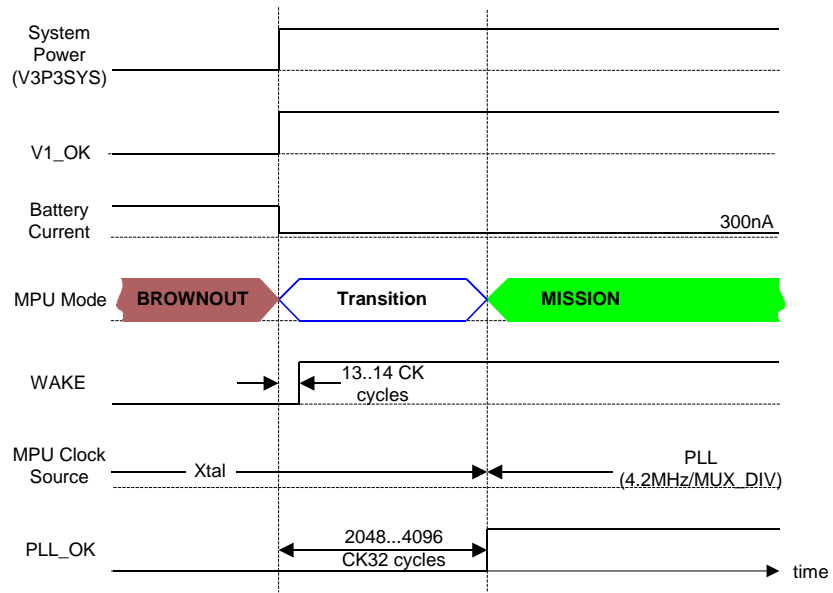 System
Power
(V3P3SYS)
V1_OK
Battery
Current
300nA
MPU Mode
BROWNOUT
Transition
MISSION
WAKE
13..14 CK
cycles
MPU Clock
Source
Xtal
PLL
(4.2MHz/MUX_DIV)
PLL_OK
2048...4096
CK32 cycles
time